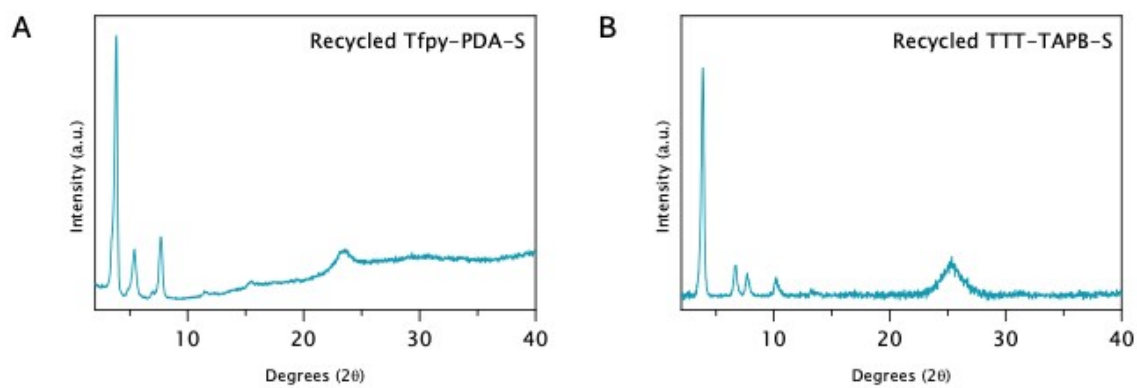 A
Recycled Tfpy-PDA-S
Intensity (a.u.)
10
20
30
40
Degrees (2θ)
B
Recycled TTT-TAPB-S
Intensity (a.u.)
10
20
30
40
Degrees (2θ)